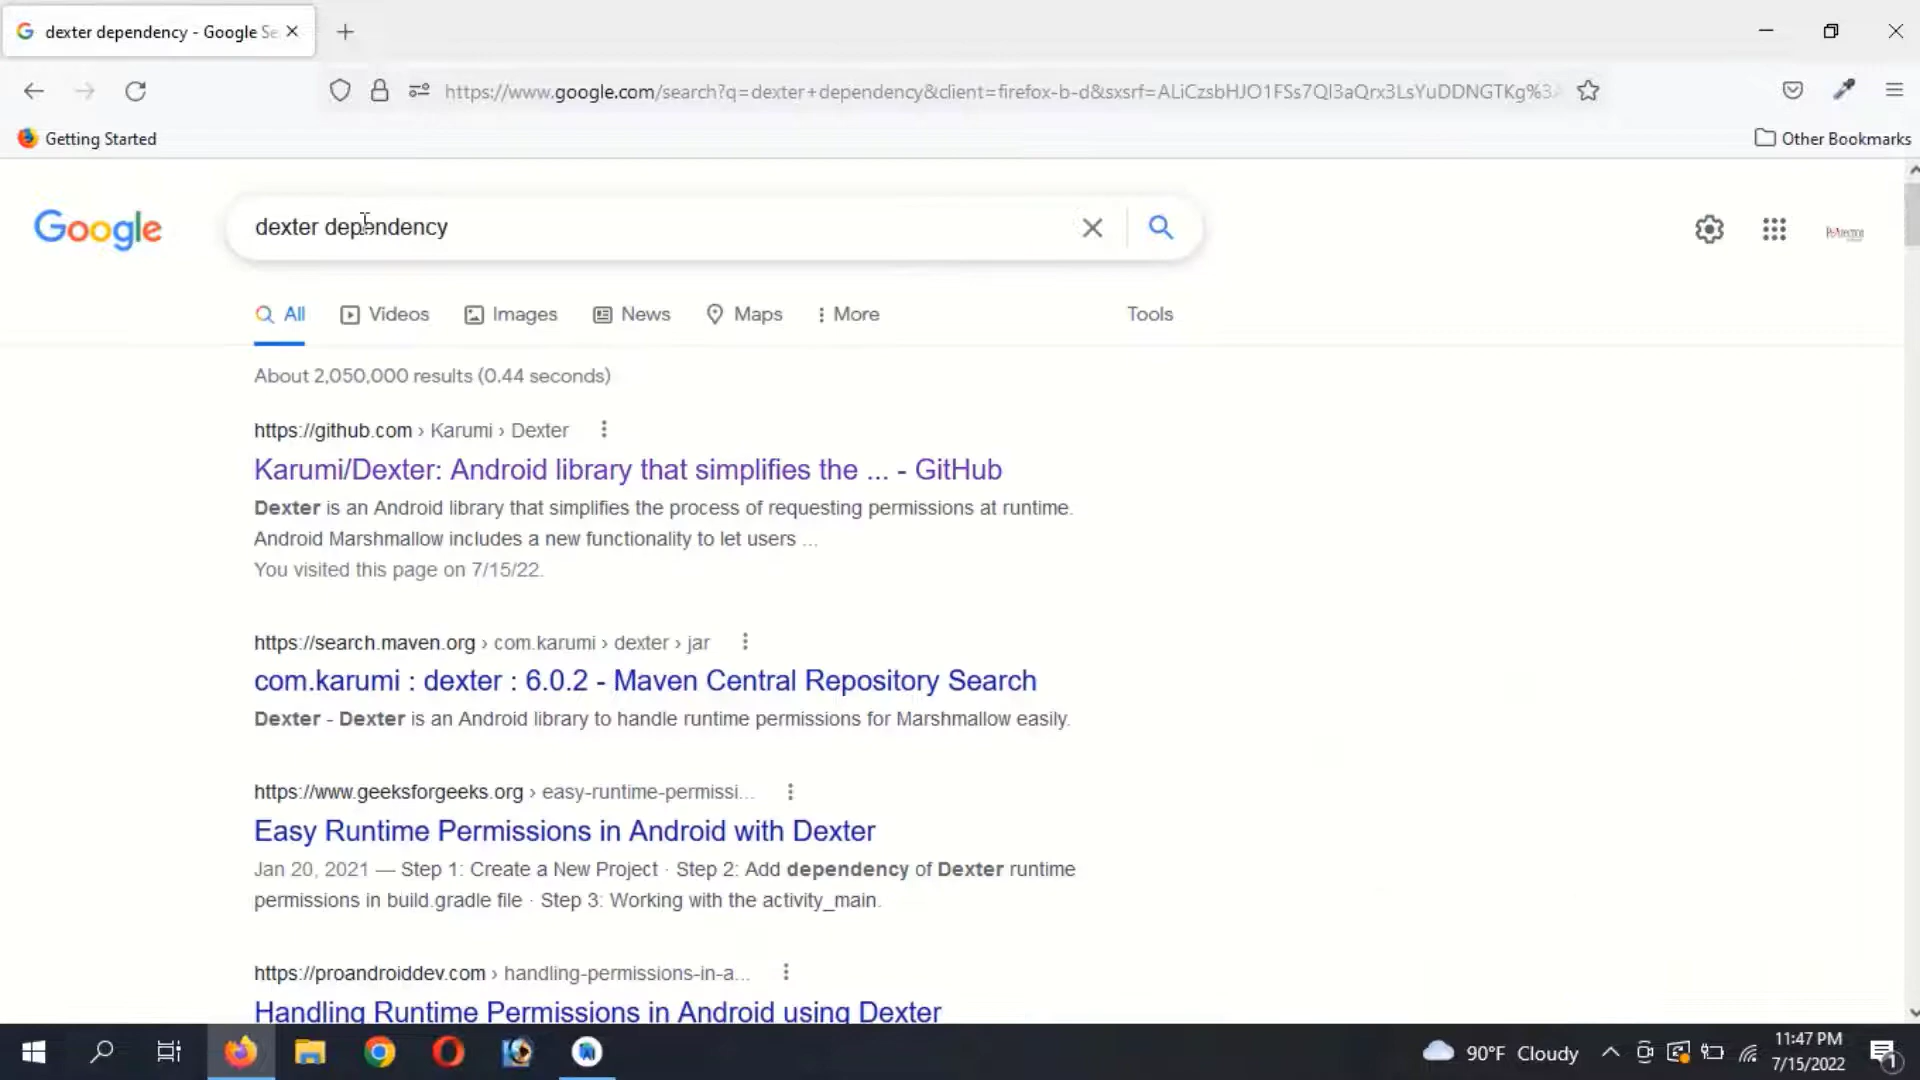 dexter dependency - Google Se
https://www.google.com/search?q=dexter+dependency&client=firefox-b-d&sxsrf=ALiCzsbHJO1FSs7Ql3aQrx3LsYuDDNGTKg%3A
Getting Started
Other Bookmarks
Google
dexter dependency
All
Videos
Images
News
Maps
More
Tools
About 2,050,000 results (0.44 seconds)
https://github.com › Karumi › Dexter
Karumi/Dexter: Android library that simplifies the ... - GitHub
Dexter is an Android library that simplifies the process of requesting permissions at runtime.
Android Marshmallow includes a new functionality to let users ...
You visited this page on 7/15/22.
https://search.maven.org › com.karumi › dexter › jar
com.karumi : dexter : 6.0.2 - Maven Central Repository Search
Dexter - Dexter is an Android library to handle runtime permissions for Marshmallow easily.
https://www.geeksforgeeks.org › easy-runtime-permissi...
Easy Runtime Permissions in Android with Dexter
Jan 20, 2021 — Step 1: Create a New Project · Step 2: Add dependency of Dexter runtime
permissions in build.gradle file · Step 3: Working with the activity_main.
https://proandroiddev.com › handling-permissions-in-a...
Handling Runtime Permissions in Android using Dexter
90°F Cloudy
11:47 PM
7/15/2022
1